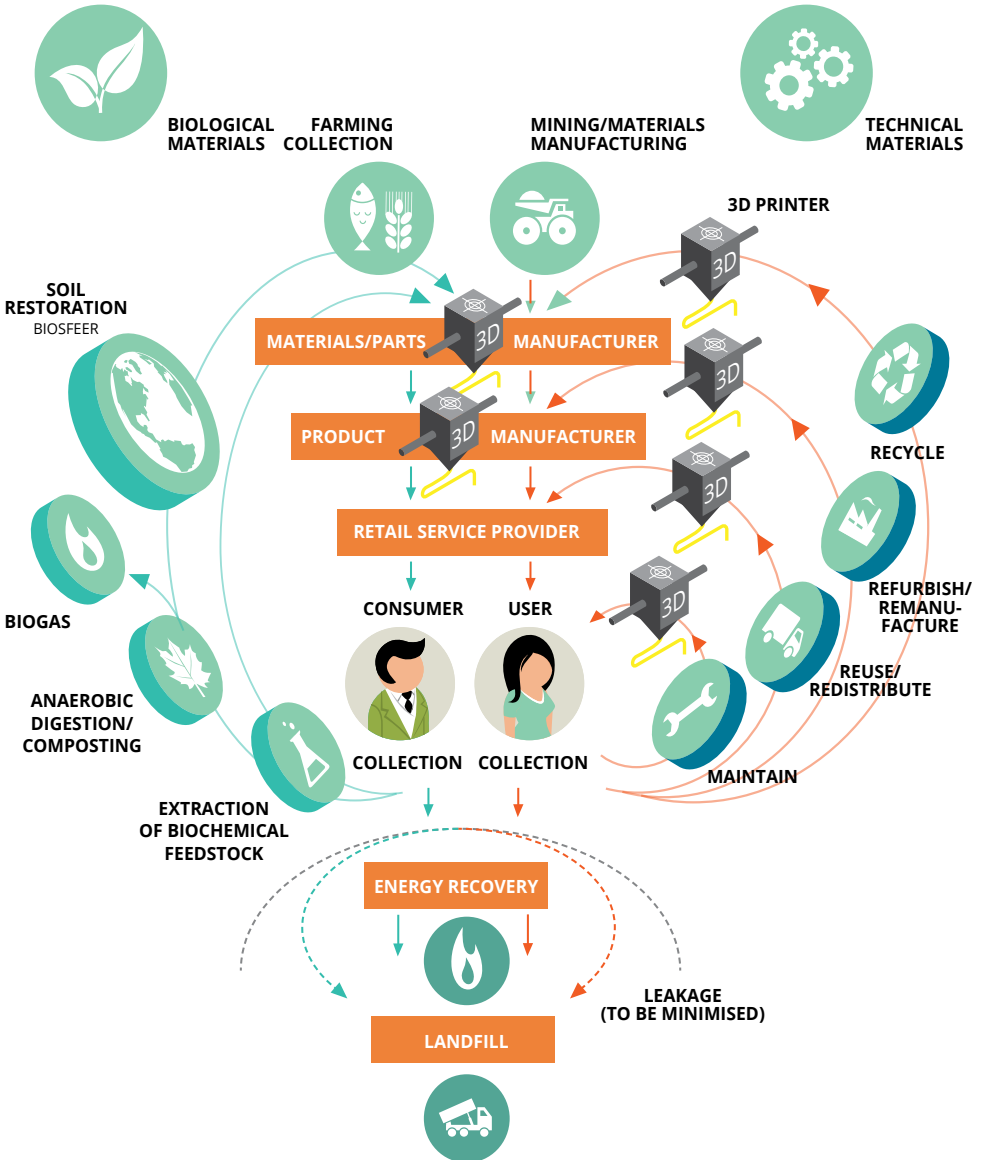 BIOLOGICAL
MATERIALS
FARMING
COLLECTION
MINING/MATERIALS
MANUFACTURING
TECHNICAL
MATERIALS
3D PRINTER
3D
SOIL
RESTORATION
BIOSFEER
MATERIALS/PARTS
3D
MANUFACTURER
3D
PRODUCT
3D
MANUFACTURER
RECYCLE
3D
RETAIL SERVICE PROVIDER
CONSUMER
USER
3D
REFURBISH/
REMANU-
FACTURE
BIOGAS
REUSE/
REDISTRIBUTE
ANAEROBIC
DIGESTION/
COMPOSTING
COLLECTION
COLLECTION
MAINTAIN
EXTRACTION
OF BIOCHEMICAL
FEEDSTOCK
ENERGY RECOVERY
LEAKAGE
(TO BE MINIMISED)
LANDFILL